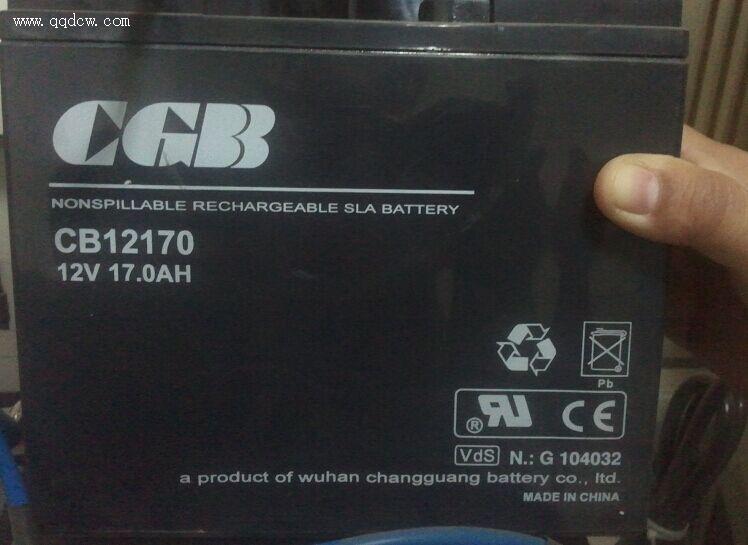 www.qqdcw.com
CGB
NONSPILLABLE RECHARGEABLE SLA BATTERY
CB12170
12V 17.0AH
Pb
® RU CE
VdS N.: G 104032
a product of wuhan changguang battery co., ltd.
MADE IN CHINA